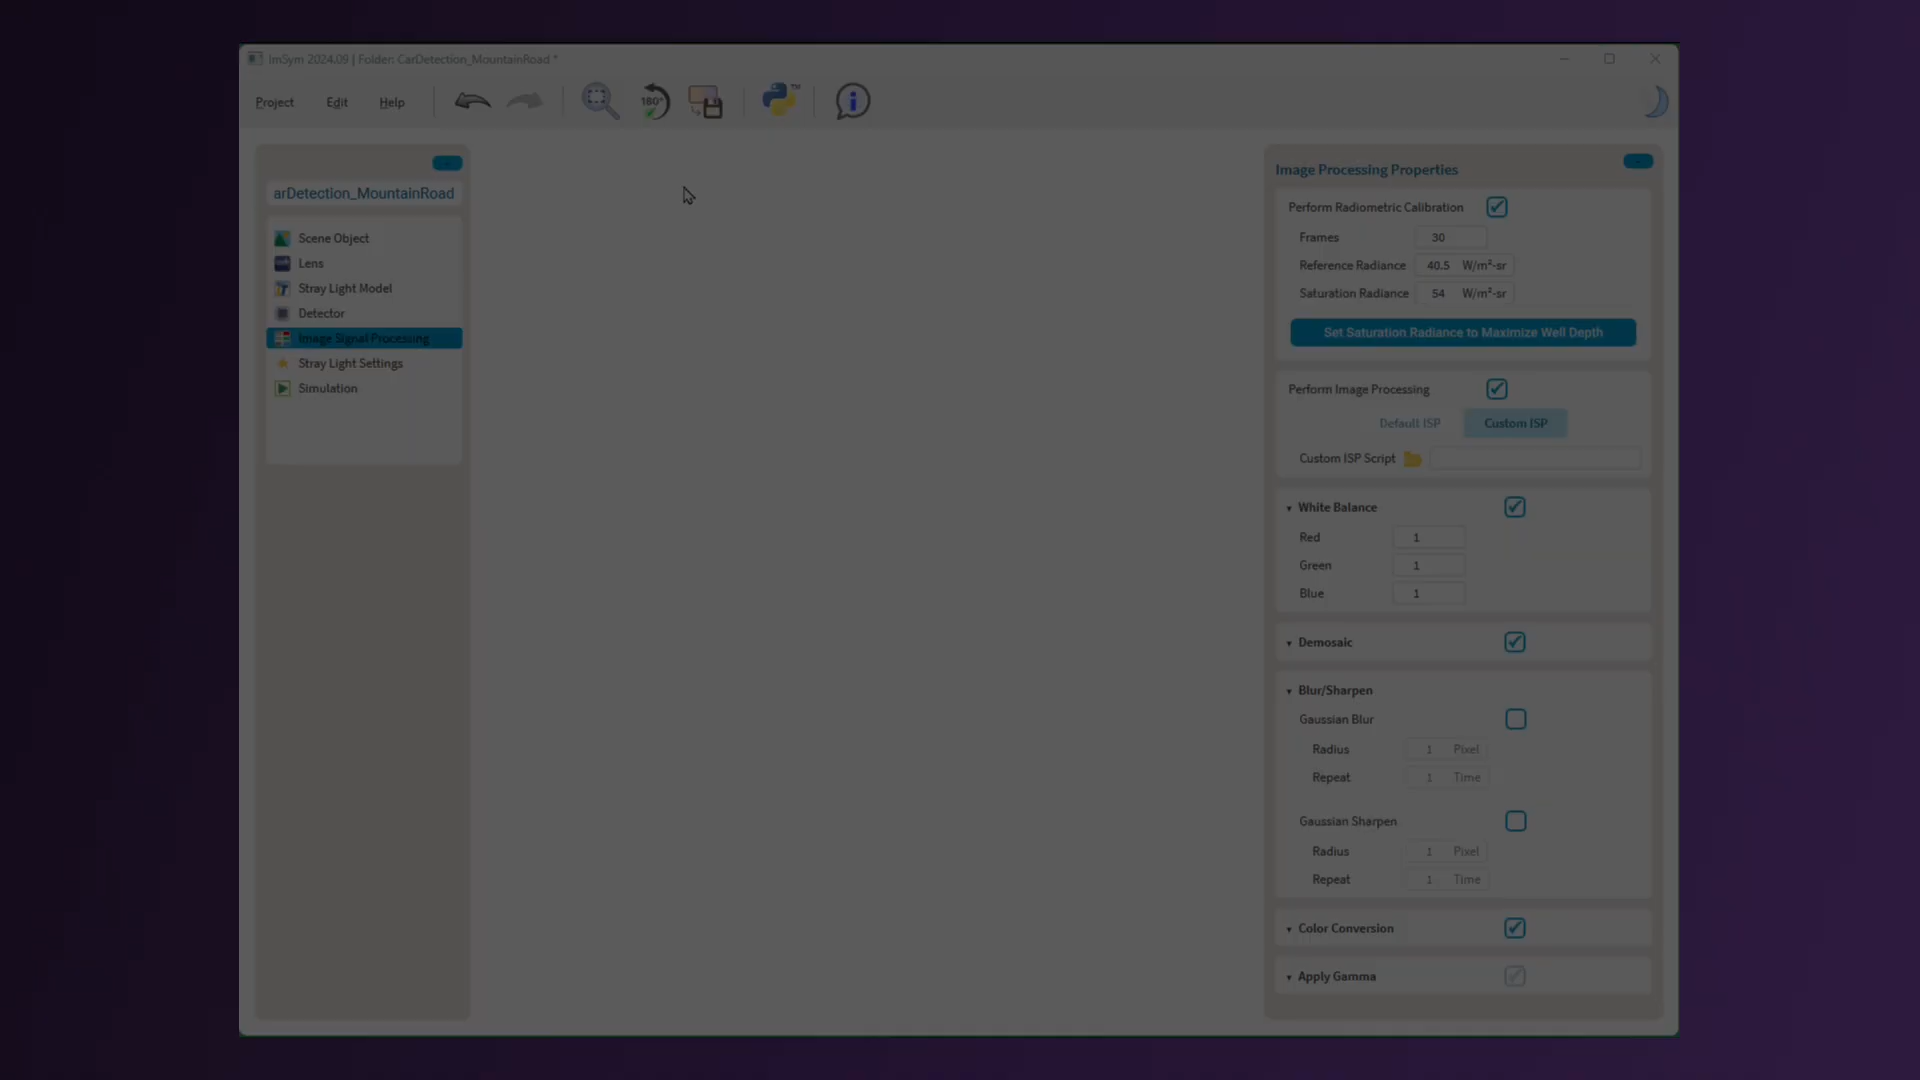 ImSym 2024.09 | Folder: CarDetection_MountainRoad *
Project Edit Help
180°
TM
arDetection_MountainRoad
Scene Object
Lens
Stray Light Model
Detector
Image Signal Processing
Stray Light Settings
Simulation
Image Processing Properties
Perform Radiometric Calibration
Frames 30
Reference Radiance 40.5 W/m²-sr
Saturation Radiance 54 W/m²-sr
Set Saturation Radiance to Maximize Well Depth
Perform Image Processing
Default ISP Custom ISP
Custom ISP Script
White Balance
Red 1
Green 1
Blue 1
Demosaic
Blur/Sharpen
Gaussian Blur
Radius 1 Pixel
Repeat 1 Time
Gaussian Sharpen
Radius 1 Pixel
Repeat 1 Time
Color Conversion
Apply Gamma